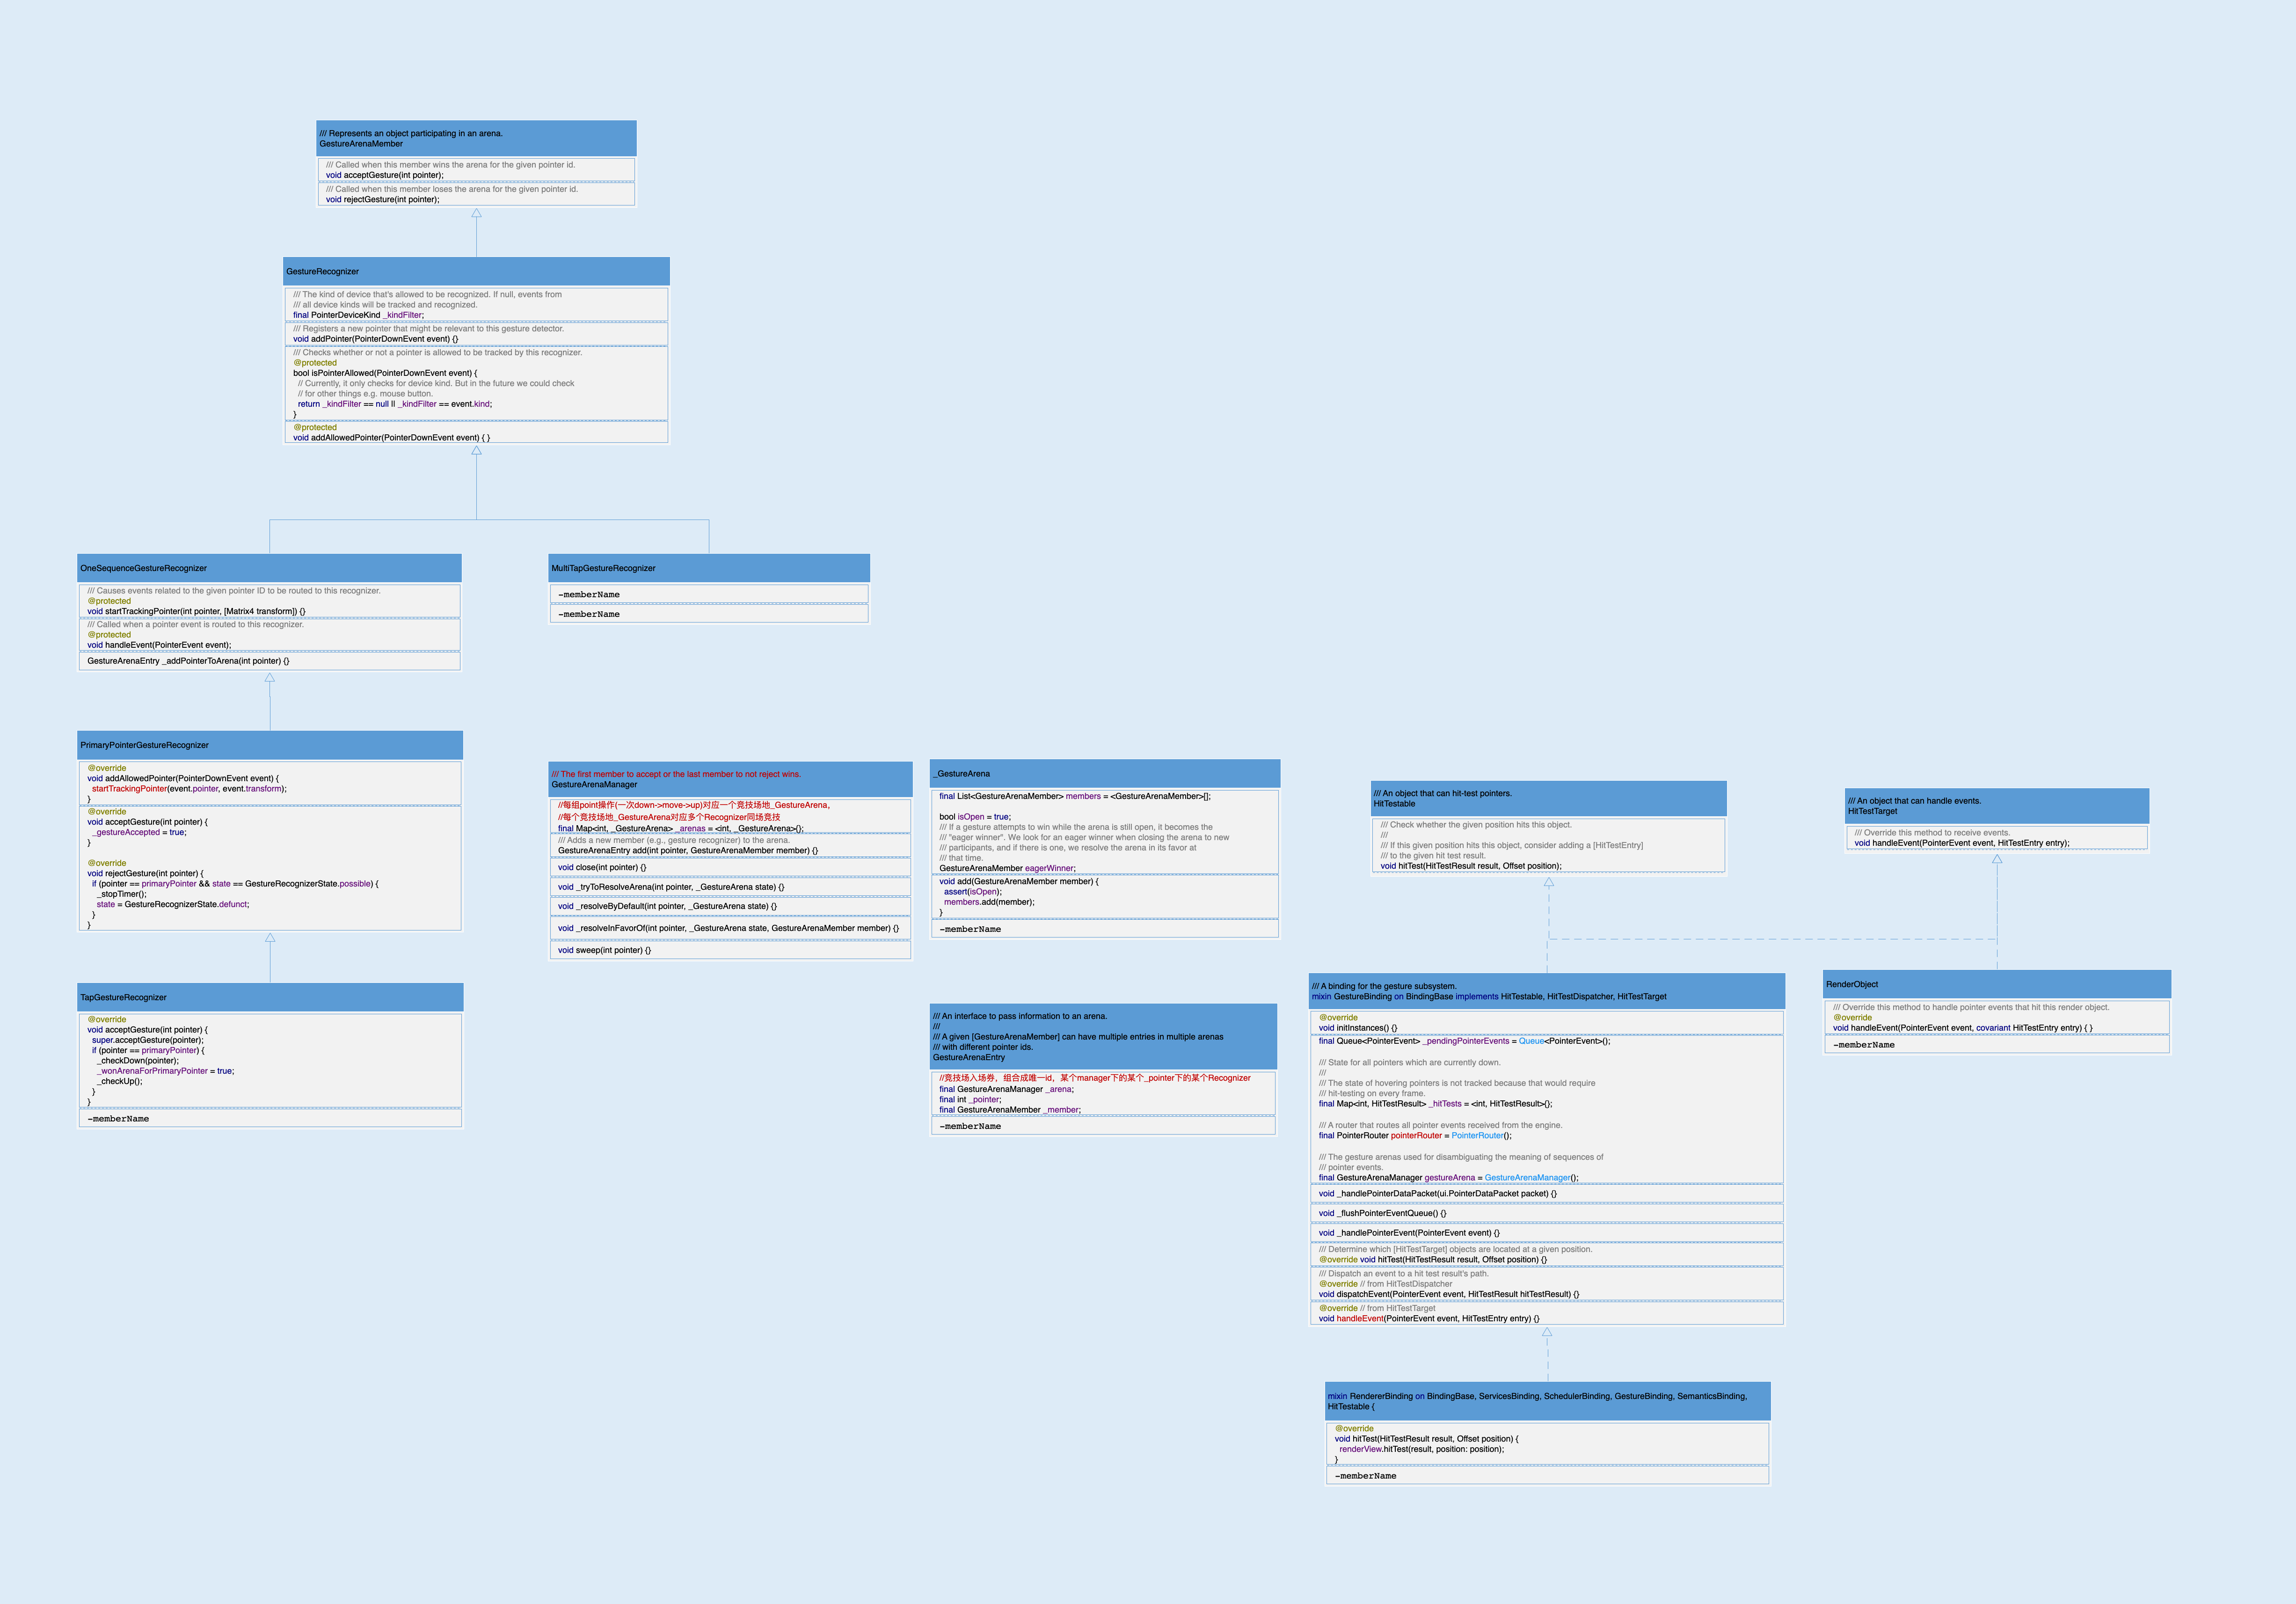 /// Represents an object participating in an arena.
GestureArenaMember
/// Called when this member wins the arena for the given pointer id.
void acceptGesture(int pointer);
/// Called when this member loses the arena for the given pointer id.
void rejectGesture(int pointer);
GestureRecognizer
/// The kind of device that's allowed to be recognized. If null, events from
/// all device kinds will be tracked and recognized.
final PointerDeviceKind _kindFilter;
/// Registers a new pointer that might be relevant to this gesture detector.
void addPointer(PointerDownEvent event) {}
/// Checks whether or not a pointer is allowed to be tracked by this recognizer.
@protected
bool isPointerAllowed(PointerDownEvent event) {
// Currently, it only checks for device kind. But in the future we could check
// for other things e.g. mouse button.
return _kindFilter == null || _kindFilter == event.kind;
}
@protected
void addAllowedPointer(PointerDownEvent event) { }
OneSequenceGestureRecognizer
/// Causes events related to the given pointer ID to be routed to this recognizer.
@protected
void startTrackingPointer(int pointer, [Matrix4 transform]) {}
/// Called when a pointer event is routed to this recognizer.
@protected
void handleEvent(PointerEvent event);
GestureArenaEntry _addPointerToArena(int pointer) {}
MultiTapGestureRecognizer
-memberName
-memberName
PrimaryPointerGestureRecognizer
@override
void addAllowedPointer(PointerDownEvent event) {
startTrackingPointer(event.pointer, event.transform);
}
@override
void acceptGesture(int pointer) {
_gestureAccepted = true;
}
@override
void rejectGesture(int pointer) {
if (pointer == primaryPointer && state == GestureRecognizerState.possible) {
_stopTimer();
state = GestureRecognizerState.defunct;
}
}
TapGestureRecognizer
@override
void acceptGesture(int pointer) {
super.acceptGesture(pointer);
if (pointer == primaryPointer) {
_checkDown(pointer);
_wonArenaForPrimaryPointer = true;
_checkUp();
}
}
-memberName
/// The first member to accept or the last member to not reject wins.
GestureArenaManager
//每组point操作(一次down->move->up)对应一个竞技场地_GestureArena,
//每个竞技场地_GestureArena对应多个Recognizer同场竞技
final Map<int, _GestureArena> _arenas = <int, _GestureArena>{};
/// Adds a new member (e.g., gesture recognizer) to the arena.
GestureArenaEntry add(int pointer, GestureArenaMember member) {}
void close(int pointer) {}
void _tryToResolveArena(int pointer, _GestureArena state) {}
void _resolveByDefault(int pointer, _GestureArena state) {}
void _resolveInFavorOf(int pointer, _GestureArena state, GestureArenaMember member) {}
void sweep(int pointer) {}
_GestureArena
final List<GestureArenaMember> members = <GestureArenaMember>[];
bool isOpen = true;
/// If a gesture attempts to win while the arena is still open, it becomes the
/// "eager winner". We look for an eager winner when closing the arena to new
/// participants, and if there is one, we resolve the arena in its favor at
/// that time.
GestureArenaMember eagerWinner;
void add(GestureArenaMember member) {
assert(isOpen);
members.add(member);
}
-memberName
/// An interface to pass information to an arena.
///
/// A given [GestureArenaMember] can have multiple entries in multiple arenas
/// with different pointer ids.
GestureArenaEntry
//竞技场入场券，组合成唯一id，某个manager下的某个_pointer下的某个Recognizer
final GestureArenaManager _arena;
final int _pointer;
final GestureArenaMember _member;
-memberName
/// An object that can hit-test pointers.
HitTestable
/// Check whether the given position hits this object.
///
/// If this given position hits this object, consider adding a [HitTestEntry]
/// to the given hit test result.
void hitTest(HitTestResult result, Offset position);
/// An object that can handle events.
HitTestTarget
/// Override this method to receive events.
void handleEvent(PointerEvent event, HitTestEntry entry);
/// A binding for the gesture subsystem.
mixin GestureBinding on BindingBase implements HitTestable, HitTestDispatcher, HitTestTarget
@override
void initInstances() {}
final Queue<PointerEvent> _pendingPointerEvents = Queue<PointerEvent>();
/// State for all pointers which are currently down.
///
/// The state of hovering pointers is not tracked because that would require
/// hit-testing on every frame.
final Map<int, HitTestResult> _hitTests = <int, HitTestResult>{};
/// A router that routes all pointer events received from the engine.
final PointerRouter pointerRouter = PointerRouter();
/// The gesture arenas used for disambiguating the meaning of sequences of
/// pointer events.
final GestureArenaManager gestureArena = GestureArenaManager();
void _handlePointerDataPacket(ui.PointerDataPacket packet) {}
void _flushPointerEventQueue() {}
void _handlePointerEvent(PointerEvent event) {}
/// Determine which [HitTestTarget] objects are located at a given position.
@override void hitTest(HitTestResult result, Offset position) {}
/// Dispatch an event to a hit test result's path.
@override // from HitTestDispatcher
void dispatchEvent(PointerEvent event, HitTestResult hitTestResult) {}
@override // from HitTestTarget
void handleEvent(PointerEvent event, HitTestEntry entry) {}
RenderObject
/// Override this method to handle pointer events that hit this render object.
@override
void handleEvent(PointerEvent event, covariant HitTestEntry entry) { }
-memberName
mixin RendererBinding on BindingBase, ServicesBinding, SchedulerBinding, GestureBinding, SemanticsBinding,
HitTestable {
@override
void hitTest(HitTestResult result, Offset position) {
renderView.hitTest(result, position: position);
}
-memberName